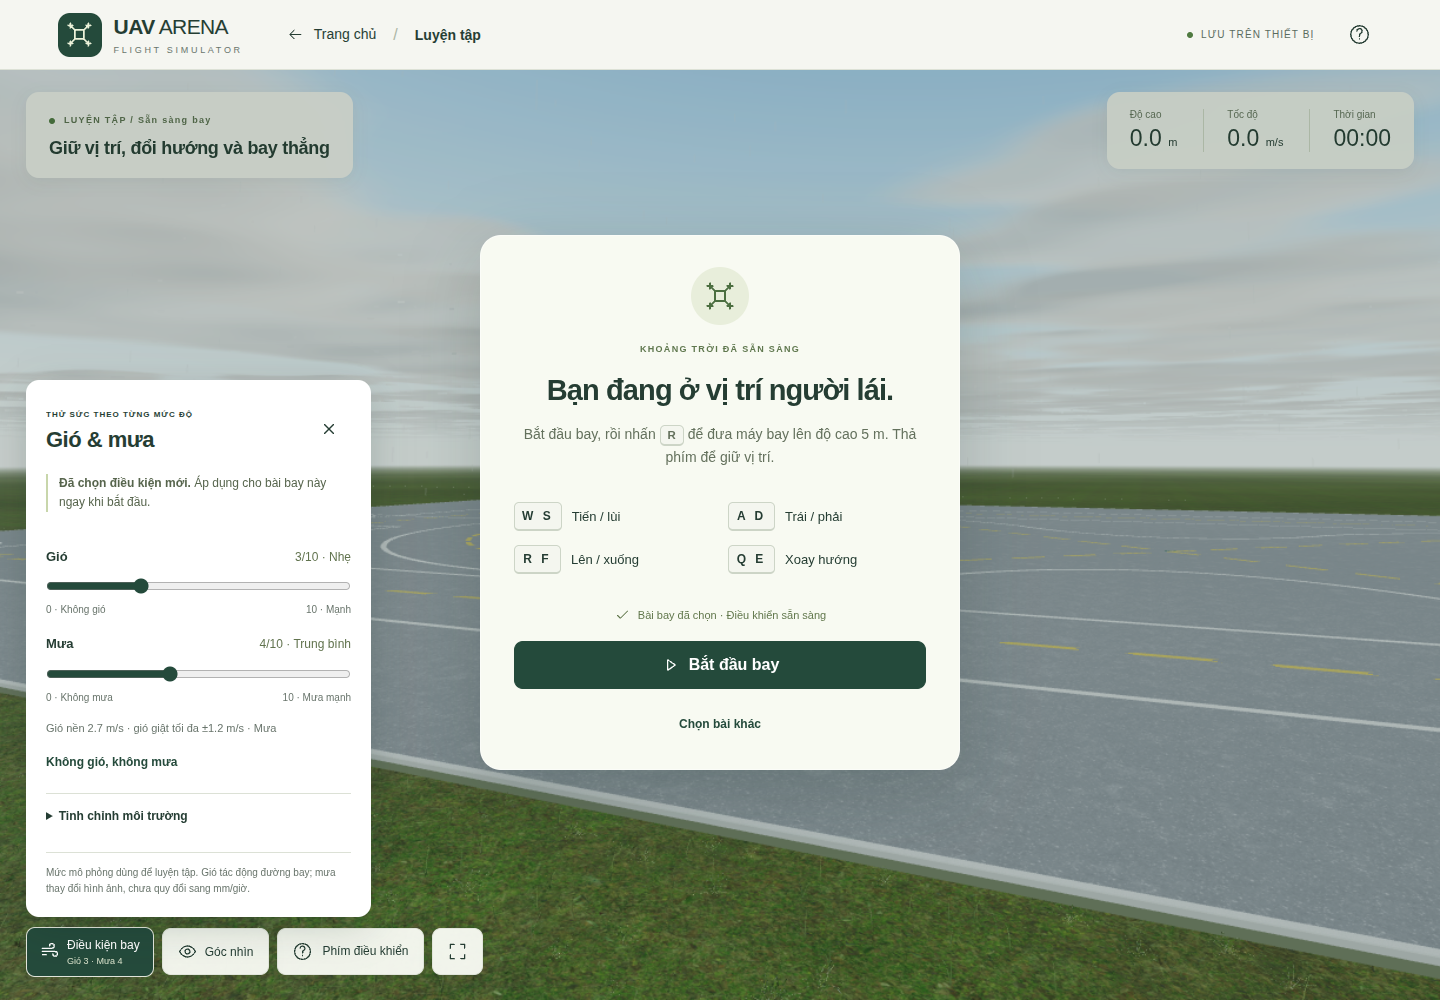 UAV ARENA
FLIGHT SIMULATOR
Trang chủ / Luyện tập
LƯU TRÊN THIẾT BỊ
LUYỆN TẬP / Sẵn sàng bay
Giữ vị trí, đổi hướng và bay thẳng
Độ cao
0.0 m
Tốc độ
0.0 m/s
Thời gian
00:00
KHOẢNG TRỜI ĐÃ SẴN SÀNG
Bạn đang ở vị trí người lái.
Bắt đầu bay, rồi nhấn R để đưa máy bay lên độ cao 5 m. Thả
phím để giữ vị trí.
W S Tiến / lùi
A D Trái / phải
R F Lên / xuống
Q E Xoay hướng
Bài bay đã chọn · Điều khiển sẵn sàng
Bắt đầu bay
Chọn bài khác
THỬ SỨC THEO TỪNG MỨC ĐỘ
Gió & mưa
Đã chọn điều kiện mới. Áp dụng cho bài bay này
ngay khi bắt đầu.
Gió 3/10 · Nhẹ
0 · Không gió 10 · Mạnh
Mưa 4/10 · Trung bình
0 · Không mưa 10 · Mưa mạnh
Gió nền 2.7 m/s · gió giật tối đa ±1.2 m/s · Mưa
Không gió, không mưa
Tinh chỉnh môi trường
Mức mô phỏng dùng để luyện tập. Gió tác động đường bay; mưa
thay đổi hình ảnh, chưa quy đổi sang mm/giờ.
Điều kiện bay
Gió 3 · Mưa 4
Góc nhìn
Phím điều khiển